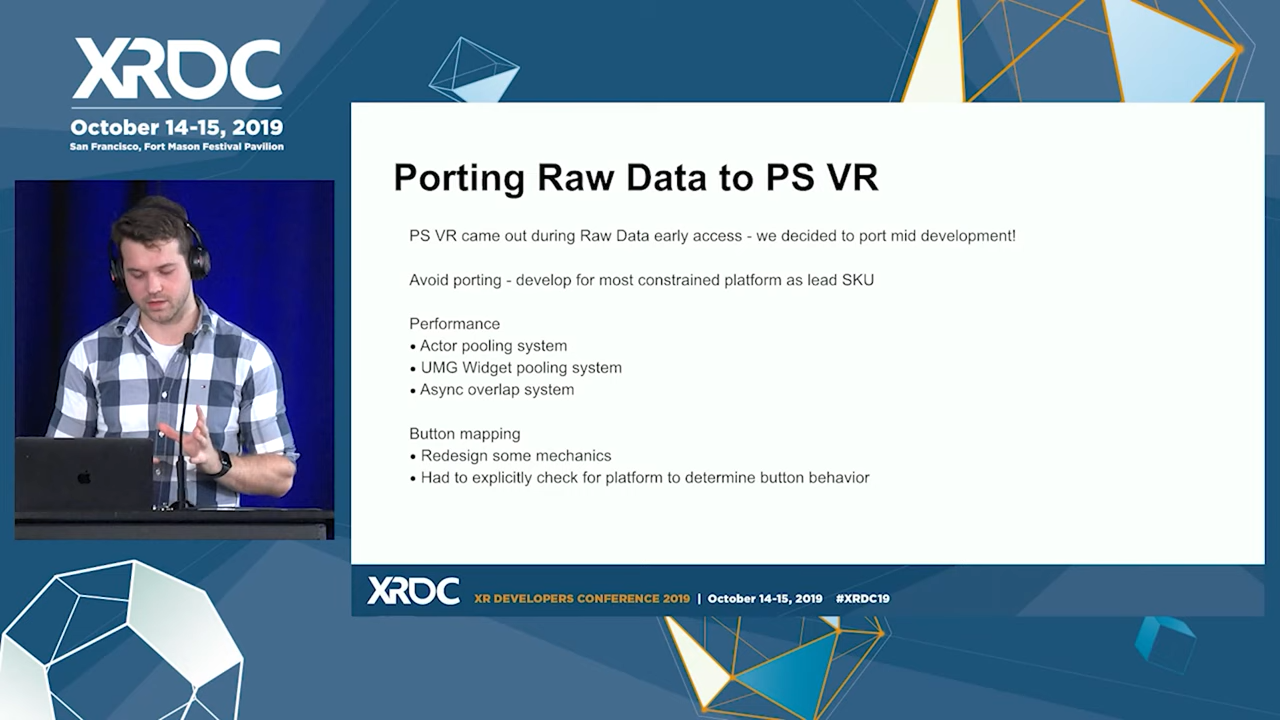 XRDC
October 14-15, 2019
San Francisco, Fort Mason Festival Pavilion
Porting Raw Data to PS VR
PS VR came out during Raw Data early access - we decided to port mid development!
Avoid porting - develop for most constrained platform as lead SKU
Performance
• Actor pooling system
• UMG Widget pooling system
• Async overlap system
Button mapping
• Redesign some mechanics
• Had to explicitly check for platform to determine button behavior
XRDC XR DEVELOPERS CONFERENCE 2019 | October 14-15, 2019 #XRDC19